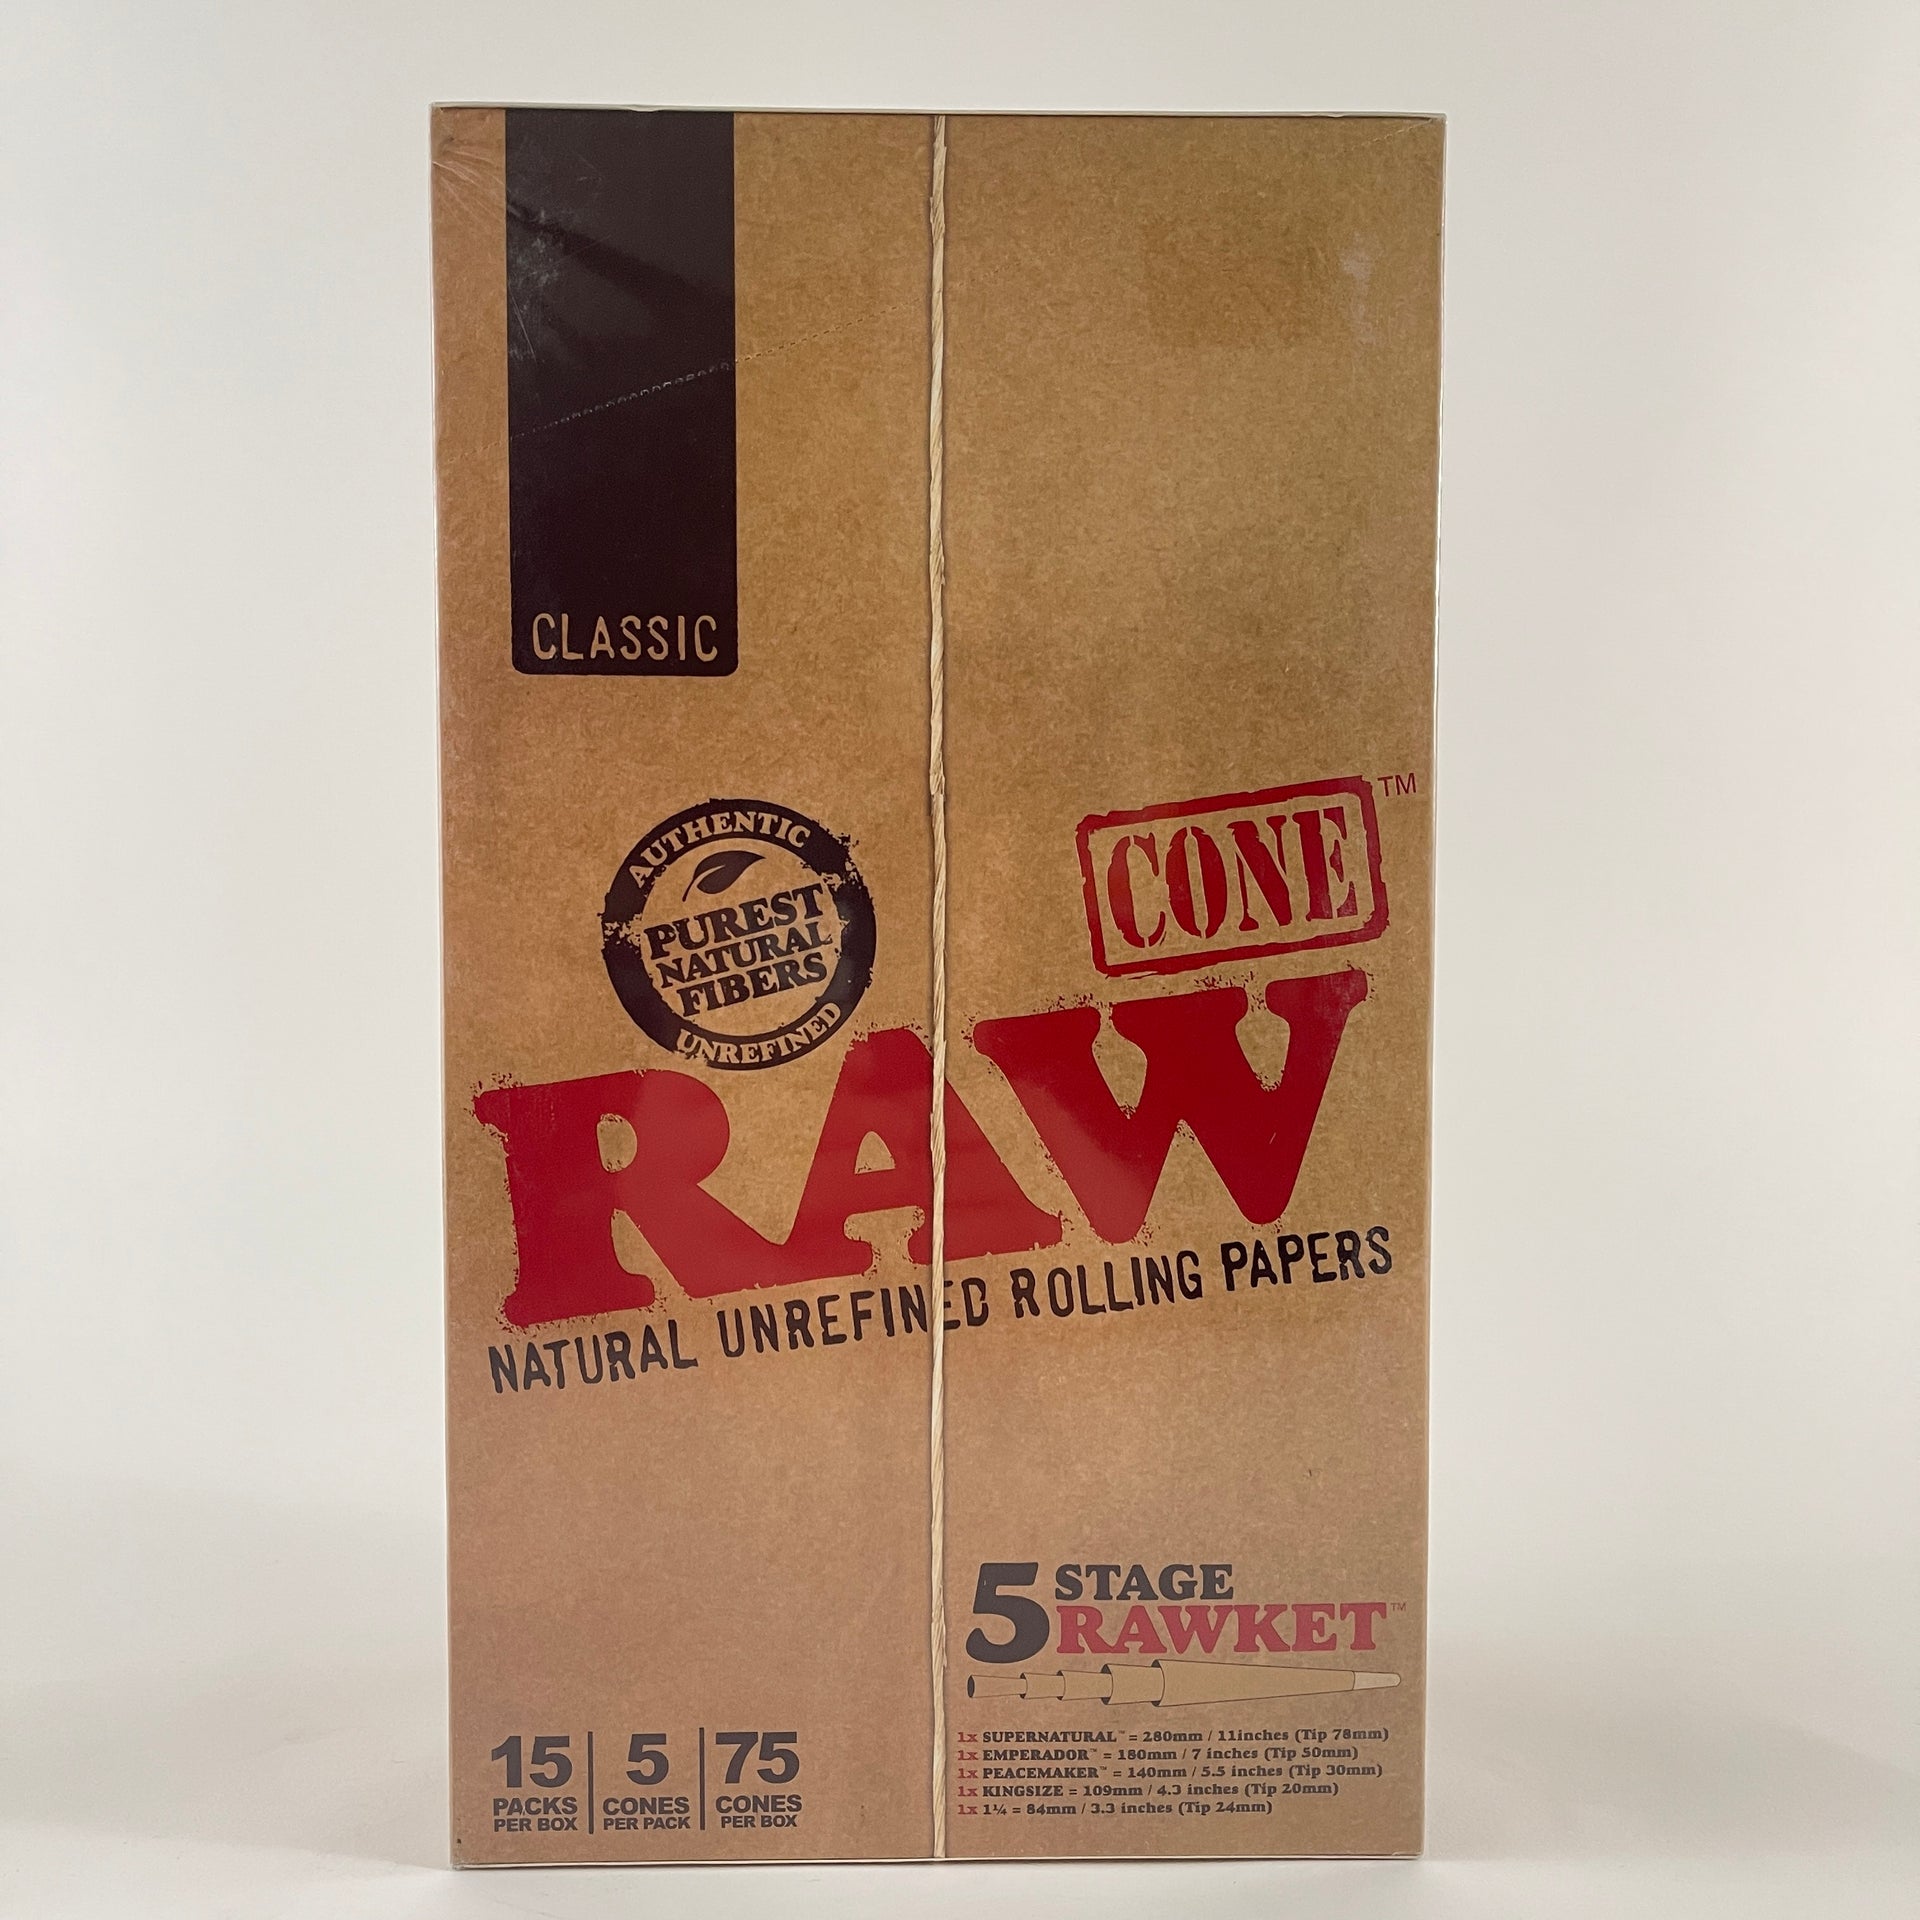 CLASSIC
AUTHENTIC
PUREST
NATURAL
FIBERS
UNREFINED
CONE™
RAW
NATURAL UNREFINED ROLLING PAPERS
5 STAGE
RAWKET™
1x SUPERNATURAL™ = 280mm / 11inches (Tip 78mm)
1x EMPERADOR™ = 180mm / 7 inches (Tip 50mm)
1x PEACEMAKER™ = 140mm / 5.5 inches (Tip 30mm)
1x KINGSIZE = 109mm / 4.3 inches (Tip 20mm)
1x 1¼ = 84mm / 3.3 inches (Tip 24mm)
15 PACKS PER BOX
5 CONES PER PACK
75 CONES PER BOX